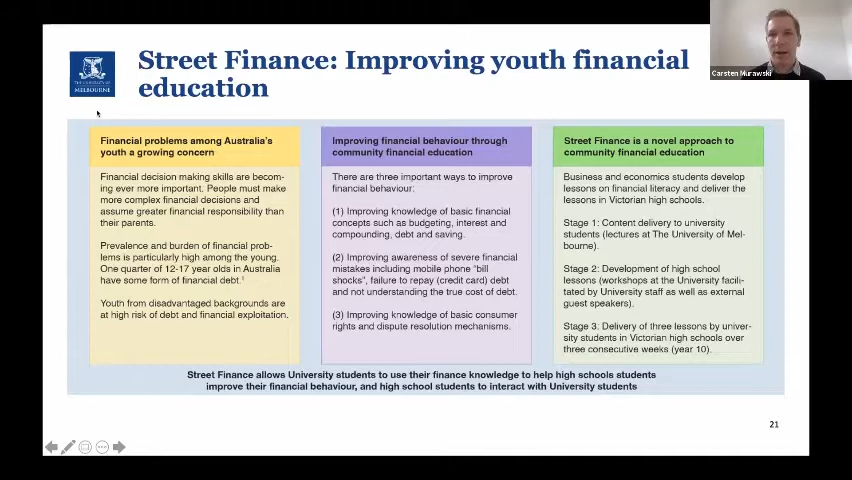 Carsten Murawski
THE UNIVERSITY OF
MELBOURNE
Street Finance: Improving youth financial
education
Financial problems among Australia's
youth a growing concern
Financial decision making skills are becom-
ing ever more important. People must make
more complex financial decisions and
assume greater financial responsibility than
their parents.
Prevalence and burden of financial prob-
lems is particularly high among the young.
One quarter of 12-17 year olds in Australia
have some form of financial debt.¹
Youth from disadvantaged backgrounds are
at high risk of debt and financial exploitation.
Improving financial behaviour through
community financial education
There are three important ways to improve
financial behaviour:
(1) Improving knowledge of basic financial
concepts such as budgeting, interest and
compounding, debt and saving.
(2) Improving awareness of severe financial
mistakes including mobile phone “bill
shocks”, failure to repay (credit card) debt
and not understanding the true cost of debt.
(3) Improving knowledge of basic consumer
rights and dispute resolution mechanisms.
Street Finance is a novel approach to
community financial education
Business and economics students develop
lessons on financial literacy and deliver the
lessons in Victorian high schools.
Stage 1: Content delivery to university
students (lectures at The University of Mel-
bourne).
Stage 2: Development of high school
lessons (workshops at the University facili-
tated by University staff as well as external
guest speakers).
Stage 3: Delivery of three lessons by univer-
sity students in Victorian high schools over
three consecutive weeks (year 10).
Street Finance allows University students to use their finance knowledge to help high schools students
improve their financial behaviour, and high school students to interact with University students
21